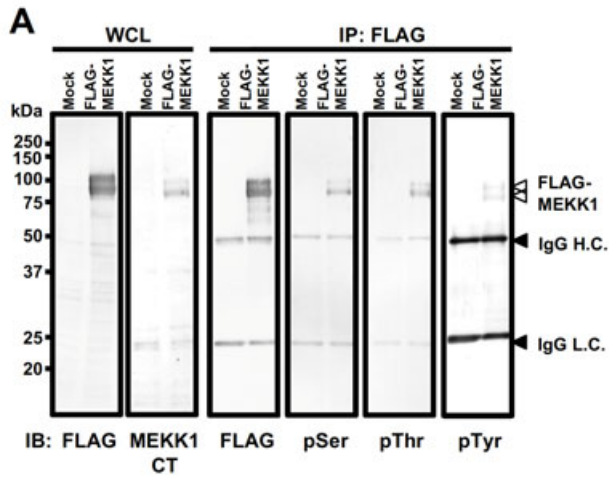 A
WCL
IP: FLAG
Mock
FLAG-
MEKK1
Mock
FLAG-
MEKK1
Mock
FLAG-
MEKK1
Mock
FLAG-
MEKK1
Mock
FLAG-
MEKK1
Mock
FLAG-
MEKK1
kDa
250
150
100
75
50
37
25
20
FLAG-
MEKK1
IgG H.C.
IgG L.C.
IB: FLAG MEKK1 FLAG pSer pThr pTyr
CT